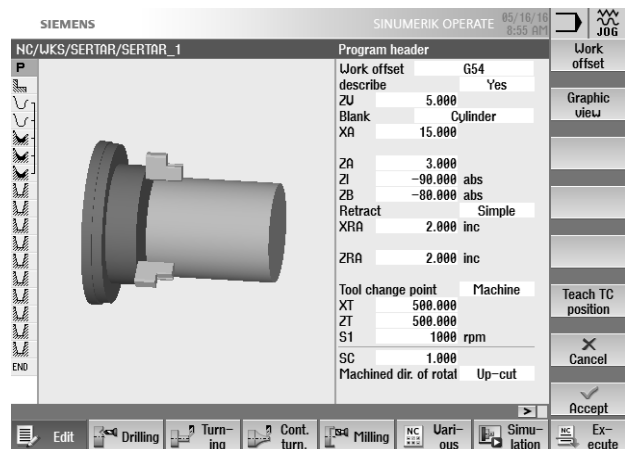 SIEMENS
SINUMERIK OPERATE 05/16/16
8:55 AM
JOG
NC/WKS/SERTAR/SERTAR_1
Program header
P
Work offset G54
describe Yes
ZV 5.000
Blank Cylinder
XA 15.000
ZA 3.000
ZI -90.000 abs
ZB -80.000 abs
Retract Simple
XRA 2.000 inc
ZRA 2.000 inc
Tool change point Machine
XT 500.000
ZT 500.000
S1 1000 rpm
SC 1.000
Machined dir. of rotat Up-cut
END
>
Work
offset
Graphic
view
Teach TC
position
Cancel
Accept
Edit
Drilling
Turn-
ing
Cont.
turn.
Milling
NC
Vari-
ous
Simu-
lation
NC
Ex-
ecute